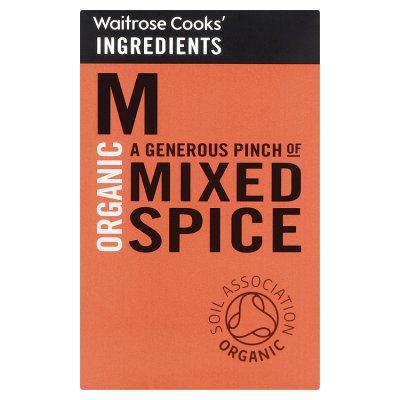 Waitrose Cooks'
INGREDIENTS
M
ORGANIC
A GENEROUS PINCH OF
MIXED
SPICE
SOIL ASSOCIATION
ORGANIC